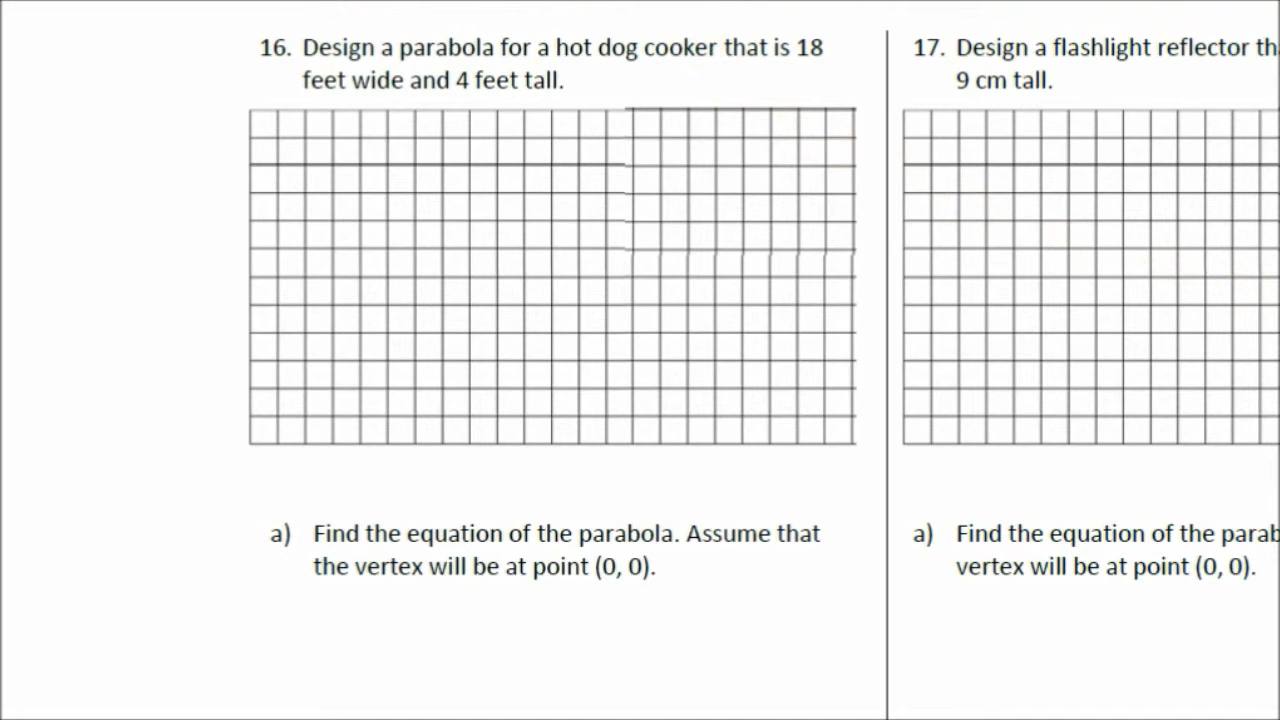 16. Design a parabola for a hot dog cooker that is 18
feet wide and 4 feet tall.
a) Find the equation of the parabola. Assume that
the vertex will be at point (0, 0).
17. Design a flashlight reflector
9 cm tall.
a) Find the equation of the
vertex will be at point (0, 0).